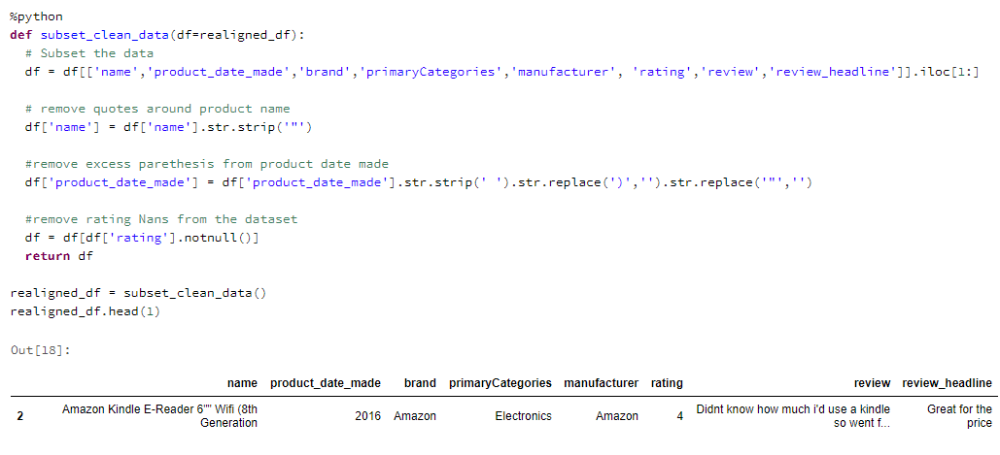 %python
def subset_clean_data(df=realigned_df):
  # Subset the data
  df = df[['name','product_date_made','brand','primaryCategories','manufacturer', 'rating','review','review_headline']].iloc[1:]

  # remove quotes around product name
  df['name'] = df['name'].str.strip('"')

  #remove excess parethesis from product date made
  df['product_date_made'] = df['product_date_made'].str.strip(' ').str.replace(')','').str.replace('"','')

  #remove rating Nans from the dataset
  df = df[df['rating'].notnull()]
  return df

realigned_df = subset_clean_data()
realigned_df.head(1)

Out[18]:
name product_date_made brand primaryCategories manufacturer rating review review_headline
2 Amazon Kindle E-Reader 6"" Wifi (8th Generation 2016 Amazon Electronics Amazon 4 Didnt know how much i'd use a kindle so went f... Great for the price